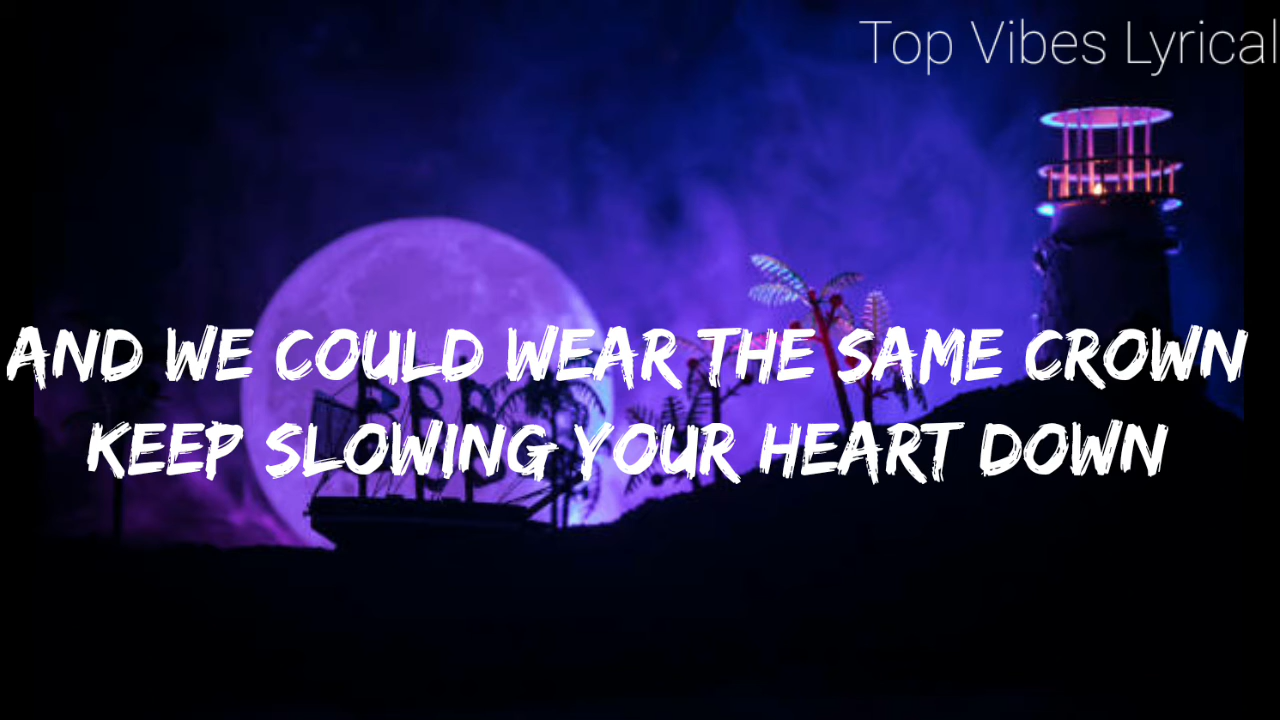 Top Vibes Lyrical
AND WE COULD WEAR THE SAME CROWN
KEEP SLOWING YOUR HEART DOWN